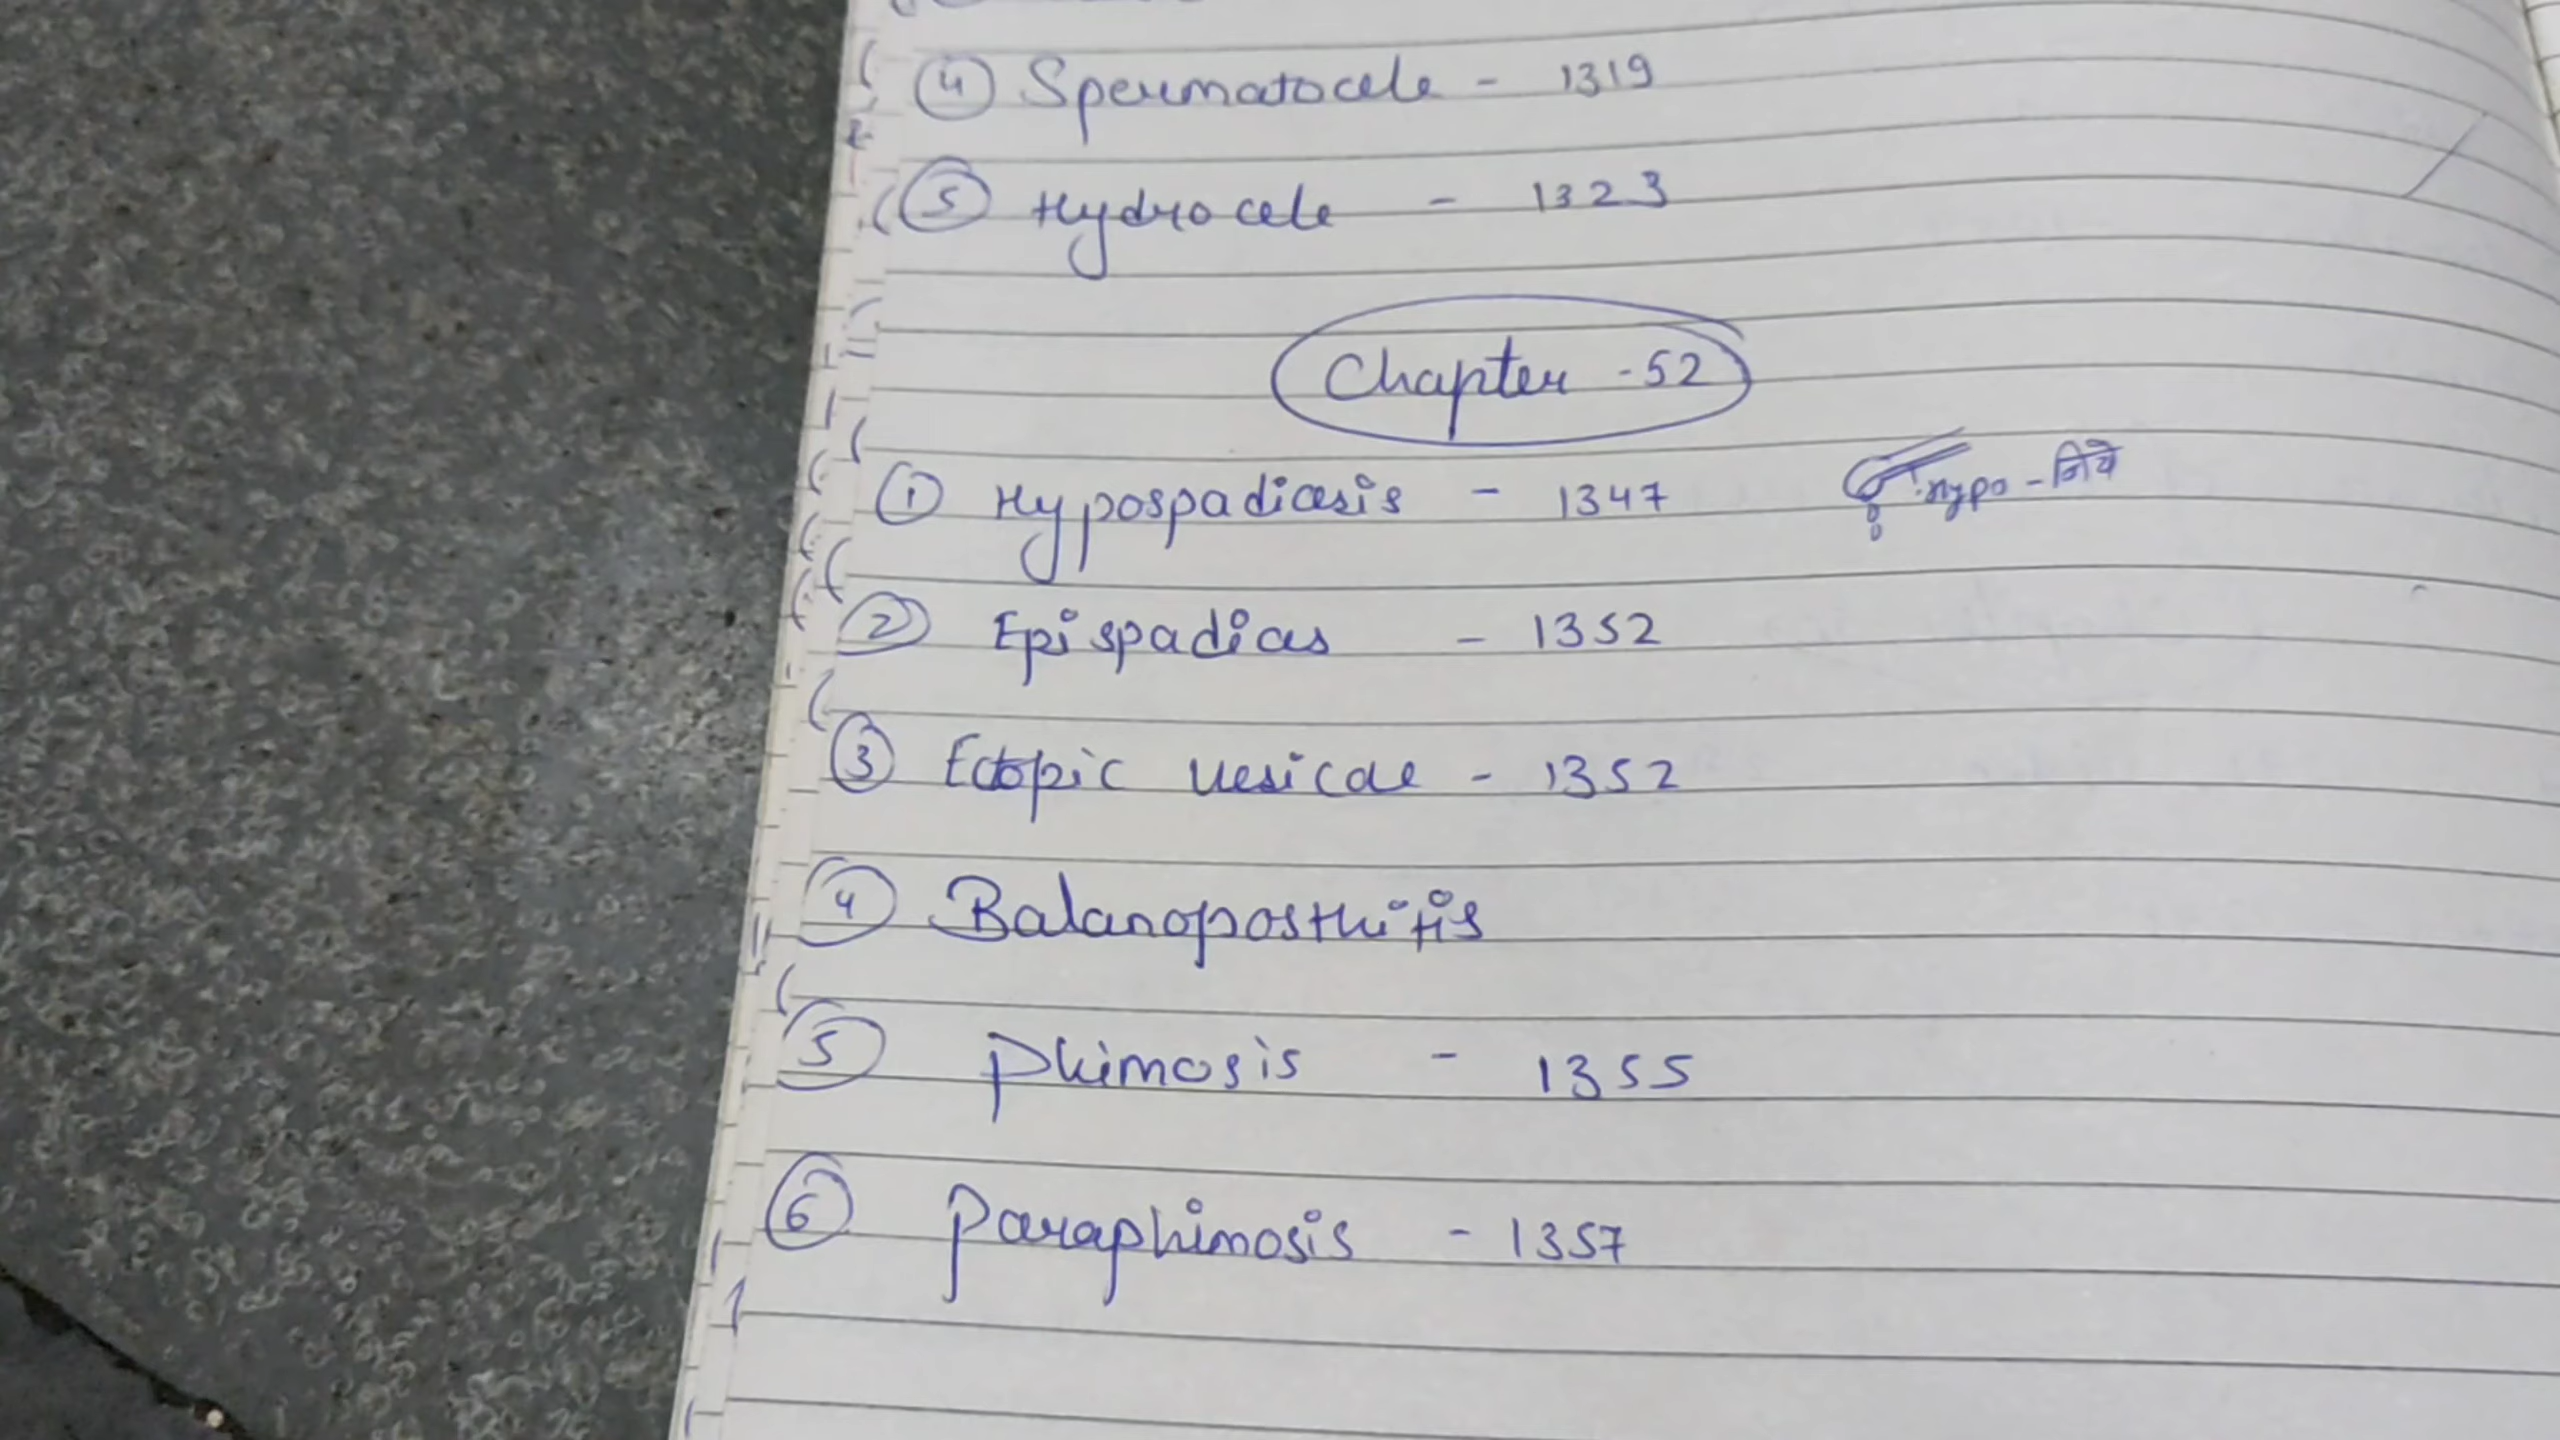 ④ Spermatocele - 1319
⑤ Hydrocele - 1323
Chapter - 52
① Hypospadiasis - 1347 Hypo - निचे
② Epispadias - 1352
③ Ectopic vesicae - 1352
④ Balanoposthitis
⑤ Phimosis - 1355
⑥ Paraphimosis - 1357